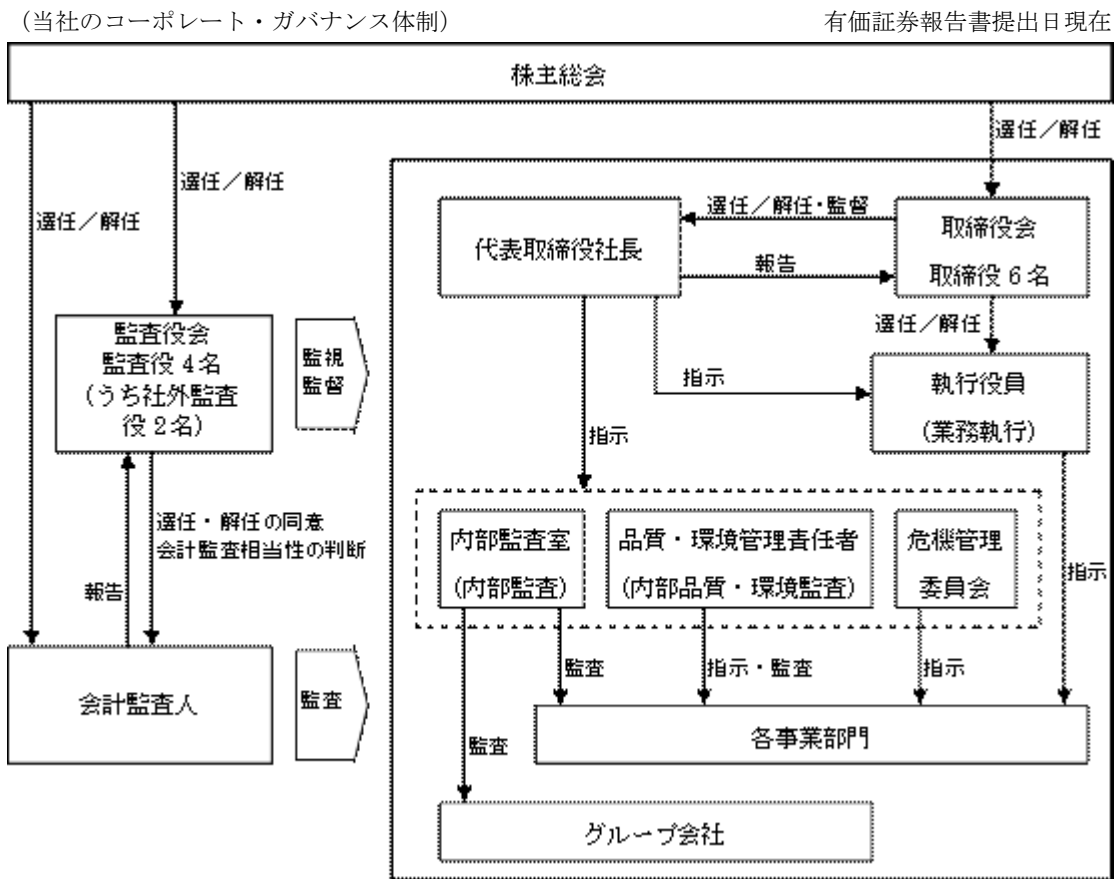 (当社のコーポレート・ガバナンス体制)
有価証券報告書提出日現在
株主総会
選任／解任
選任／解任
選任／解任
代表取締役社長
選任／解任・監督
報告
取締役会
取締役 6 名
選任／解任
監査役会
監査役 4 名
(うち社外監査
役 2 名)
監視
監督
指示
執行役員
(業務執行)
指示
選任・解任の同意
会計監査相当性の判断
報告
内部監査室
(内部監査)
品質・環境管理責任者
(内部品質・環境監査)
危機管理
委員会
指示
監査
指示・監査
指示
会計監査人
監査
各事業部門
監査
グループ会社